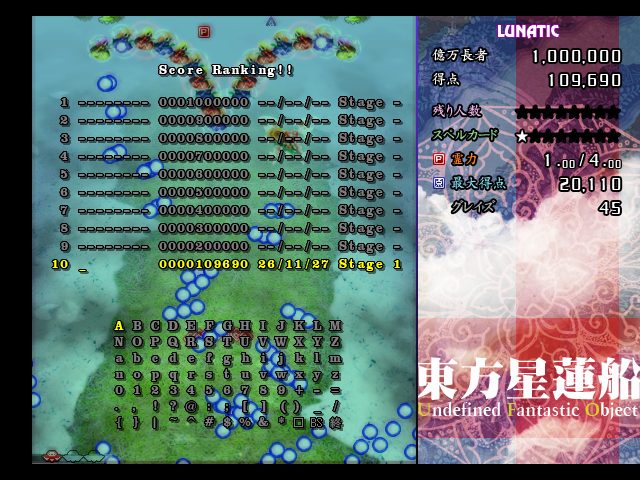 LUNATIC
億万長者 1,000,000
得点 109,690
残り人数
スペルカード
P 霊力 1.00/4.00
点 最大得点 20,110
グレイズ 45
P
Score Ranking!!
1 -------- 0001000000 --/--/-- Stage -
2 -------- 0000900000 --/--/-- Stage -
3 -------- 0000800000 --/--/-- Stage -
4 -------- 0000700000 --/--/-- Stage -
5 -------- 0000600000 --/--/-- Stage -
6 -------- 0000500000 --/--/-- Stage -
7 -------- 0000400000 --/--/-- Stage -
8 -------- 0000300000 --/--/-- Stage -
9 -------- 0000200000 --/--/-- Stage -
10 _ 0000109690 26/11/27 Stage 1
A B C D E F G H I J K L M
N O P Q R S T U V W X Y Z
a b c d e f g h i j k l m
n o p q r s t u v w x y z
0 1 2 3 4 5 6 7 8 9 + - =
. , ! ? @ : ; [ ] ( ) _ /
{ } | ~ ^ # $ % & * □ BS 終
東方星蓮船
Undefined Fantastic Object